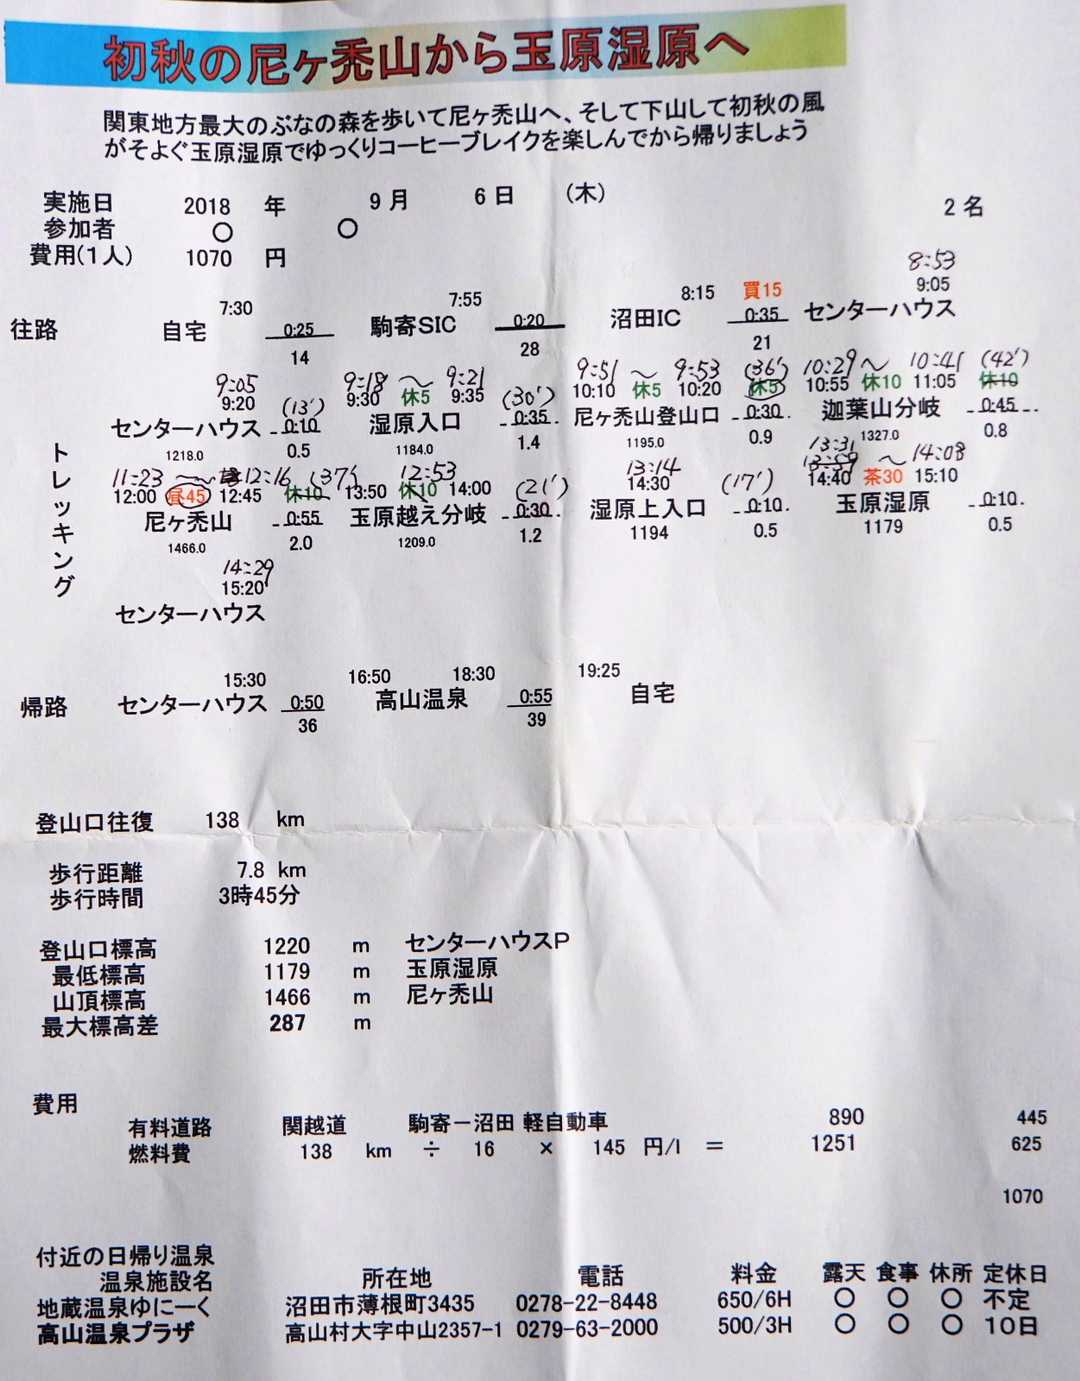 初秋の尼ヶ禿山から玉原湿原へ
関東地方最大のぶなの森を歩いて尼ヶ禿山へ、そして下山して初秋の風
がそよぐ玉原湿原でゆっくりコーヒーブレイクを楽しんでから帰りましょう
実施日 2018 年 9 月 6 日 (木)
参加者 ○ ○ 2 名
費用(1人) 1070 円
8:53
7:30 7:55 8:15 買15 9:05
往路 自宅 0:25 駒寄SIC 0:20 沼田IC 0:35 センターハウス
14 28 21
9:05 9:18 ～ 9:21 9:51 ～ 9:53 (36') 10:29 ～ 10:41 (42')
9:20 (13') 9:30 休5 9:35 (30') 10:10 休5 10:20 休5 10:55 休10 11:05 休10
センターハウス 0:10 湿原入口 0:35 尼ヶ禿山登山口 0:30 迦葉山分岐 0:45
1218.0 0.5 1184.0 1.4 1195.0 0.9 1327.0 0.8
トレッキング
11:23 ～ 12:16 (37') 12:53 13:14 (17') 13:31 ～ 14:08
12:00 昼45 12:45 休10 13:50 休10 14:00 (21') 14:30 14:40 茶30 15:10
尼ヶ禿山 0:55 玉原越え分岐 0:30 湿原上入口 0:10 玉原湿原 0:10
1466.0 2.0 1209.0 1.2 1194 0.5 1179 0.5
14:29
15:20
センターハウス
15:30 16:50 18:30 19:25
帰路 センターハウス 0:50 高山温泉 0:55 自宅
36 39
登山口往復 138 km
歩行距離 7.8 km
歩行時間 3時45分
登山口標高 1220 m センターハウスP
最低標高 1179 m 玉原湿原
山頂標高 1466 m 尼ヶ禿山
最大標高差 287 m
費用
有料道路 関越道 駒寄－沼田 軽自動車 890 445
燃料費 138 km ÷ 16 × 145 円/l ＝ 1251 625
1070
付近の日帰り温泉
温泉施設名 所在地 電話 料金 露天 食事 休所 定休日
地蔵温泉ゆにーく 沼田市薄根町3435 0278-22-8448 650/6H ○ ○ ○ 不定
高山温泉プラザ 高山村大字中山2357-1 0279-63-2000 500/3H ○ ○ ○ 10日